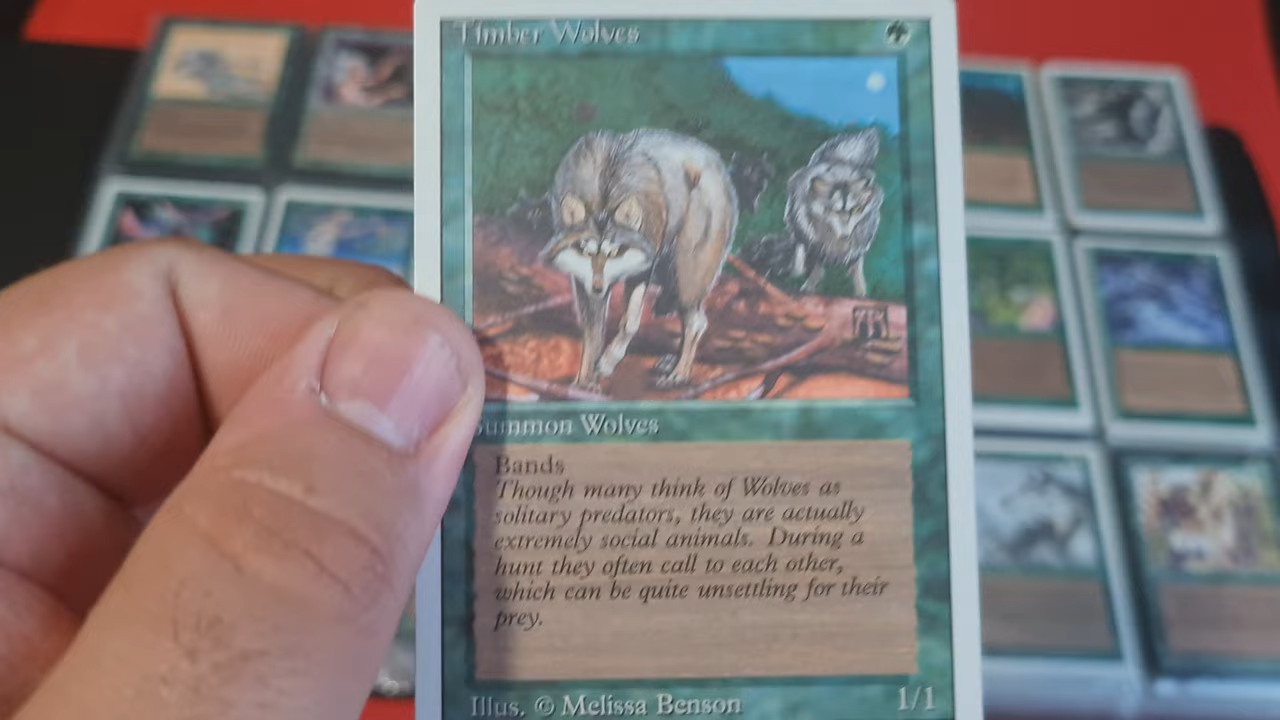 Timber Wolves
Summon Wolves
Bands
Though many think of Wolves as
solitary predators, they are actually
extremely social animals. During a
hunt they often call to each other,
which can be quite unsettling for their
prey.
Illus. © Melissa Benson
1/1